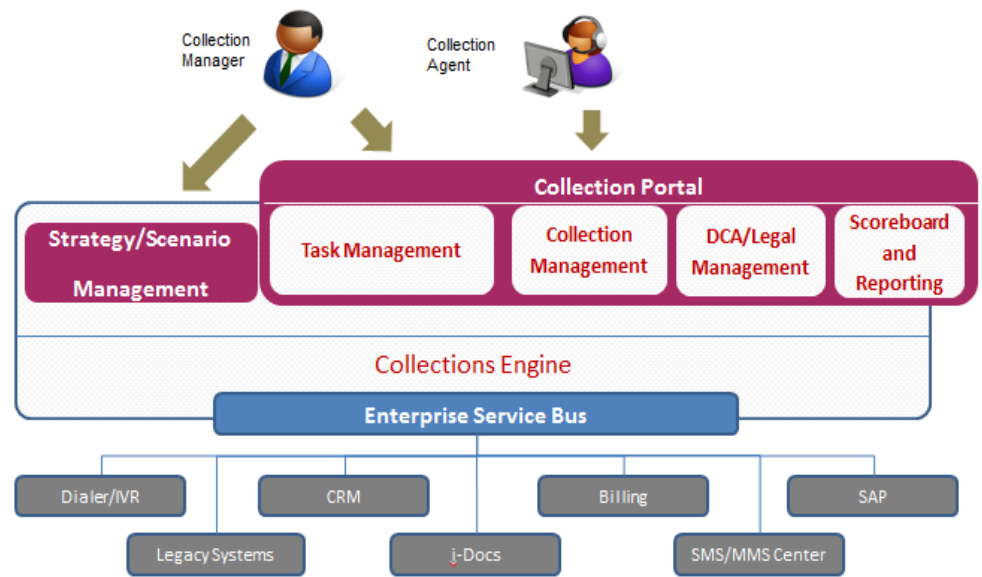 Collection
Manager
Collection
Agent
Collection Portal
Strategy/Scenario
Management
Task Management
Collection
Management
DCA/Legal
Management
Scoreboard
and
Reporting
Collections Engine
Enterprise Service Bus
Dialer/IVR
CRM
Billing
SAP
Legacy Systems
i-Docs
SMS/MMS Center